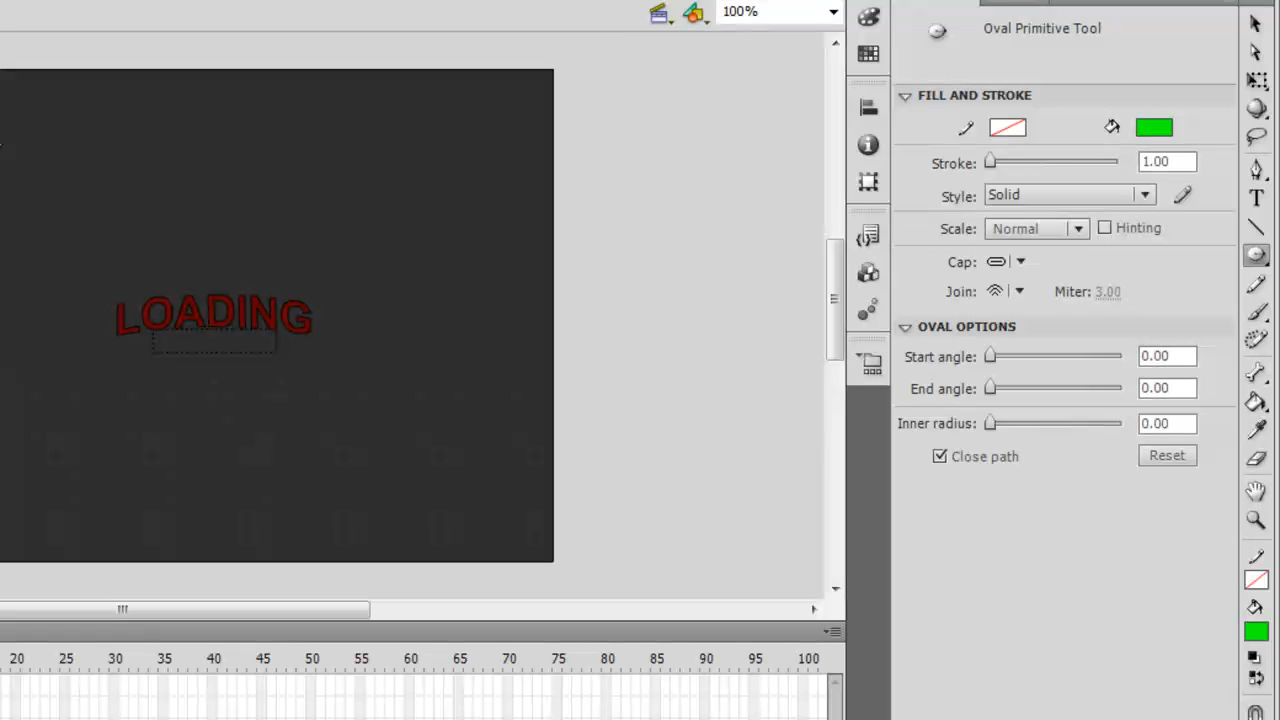 100%
Oval Primitive Tool
FILL AND STROKE
Stroke: 1.00
Style: Solid
Scale: Normal Hinting
Cap:
Join: Miter: 3.00
OVAL OPTIONS
Start angle: 0.00
End angle: 0.00
Inner radius: 0.00
Close path Reset
LOADING
20 25 30 35 40 45 50 55 60 65 70 75 80 85 90 95 100